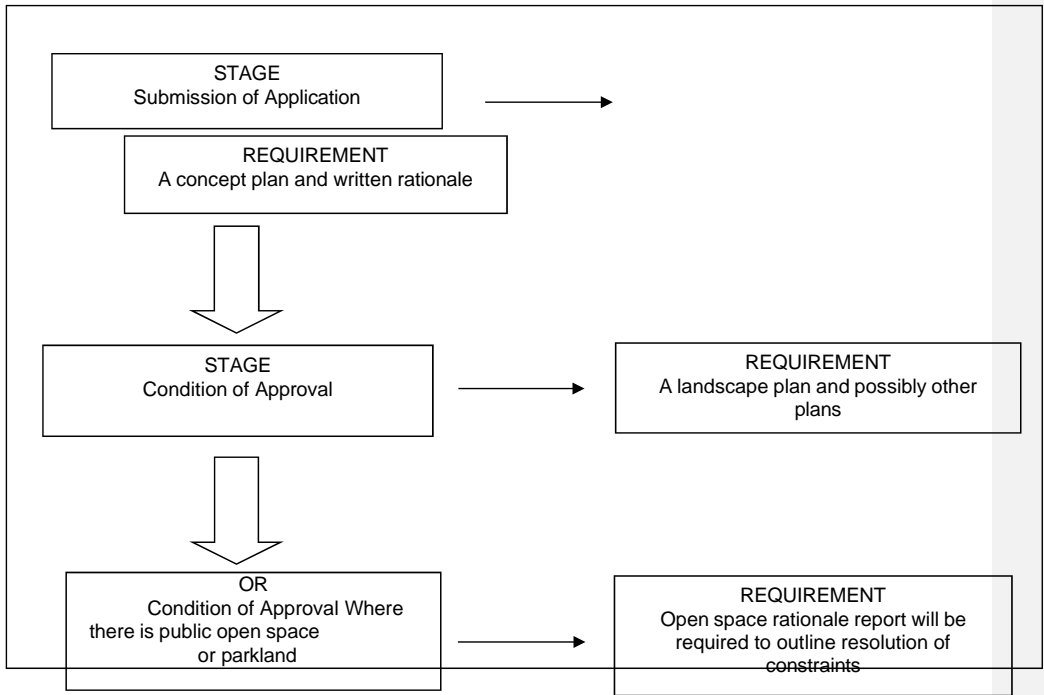 STAGE
Submission of Application
REQUIREMENT
A concept plan and written rationale
STAGE
Condition of Approval
REQUIREMENT
A landscape plan and possibly other
plans
OR
Condition of Approval Where
there is public open space
or parkland
REQUIREMENT
Open space rationale report will be
required to outline resolution of
constraints